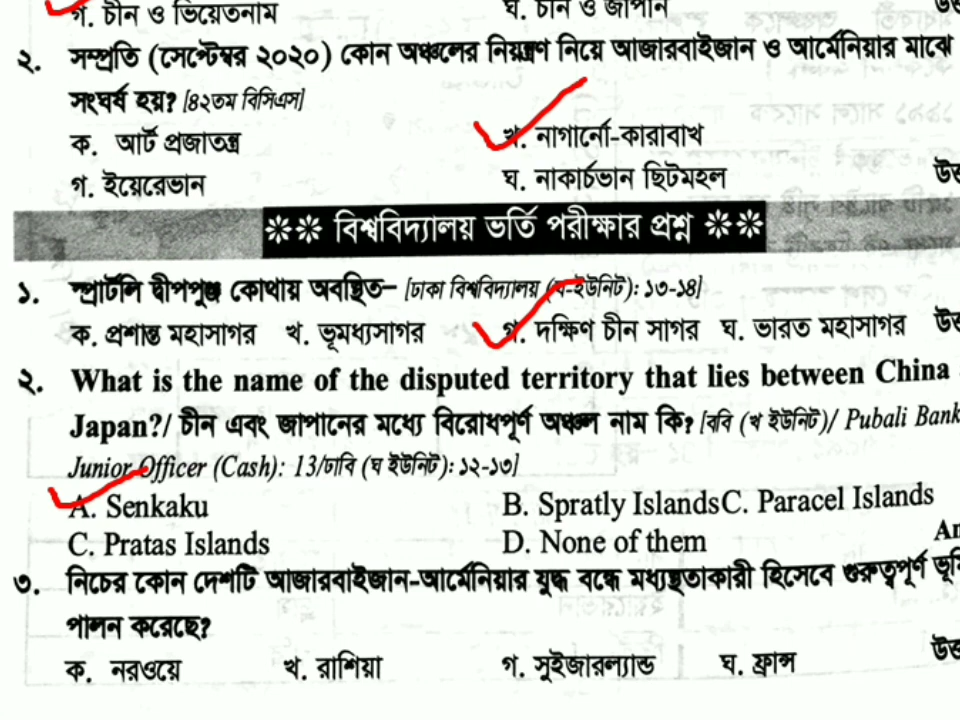 গ. চীন ও ভিয়েতনাম ঘ. চীন ও জাপান
২. সম্প্রতি (সেপ্টেম্বর ২০২০) কোন অঞ্চলের নিয়ন্ত্রণ নিয়ে আজারবাইজান ও আর্মেনিয়ার মাঝে
সংঘর্ষ হয়? [৪২তম বিসিএস]
ক. আর্ট প্রজাতন্ত্র খ. নাগার্নো-কারাবাখ
গ. ইয়েরেভান ঘ. নাকার্চভান ছিটমহল
❊❊ বিশ্ববিদ্যালয় ভর্তি পরীক্ষার প্রশ্ন ❊❊
১. স্প্রার্টলি দ্বীপপুঞ্জ কোথায় অবস্থিত– [ঢাকা বিশ্ববিদ্যালয় (ঘ-ইউনিট): ১৩-১৪]
ক. প্রশান্ত মহাসাগর খ. ভূমধ্যসাগর গ. দক্ষিণ চীন সাগর ঘ. ভারত মহাসাগর
২. What is the name of the disputed territory that lies between China
Japan?/ চীন এবং জাপানের মধ্যে বিরোধপূর্ণ অঞ্চল নাম কি? [ববি (খ ইউনিট)/ Pubali Bank
Junior Officer (Cash): 13/ঢাবি (ঘ ইউনিট): ১২-১৩]
A. Senkaku B. Spratly Islands C. Paracel Islands
C. Pratas Islands D. None of them
৩. নিচের কোন দেশটি আজারবাইজান-আর্মেনিয়ার যুদ্ধ বন্ধে মধ্যস্থতাকারী হিসেবে গুরুত্বপূর্ণ
পালন করেছে?
ক. নরওয়ে খ. রাশিয়া গ. সুইজারল্যান্ড ঘ. ফ্রান্স